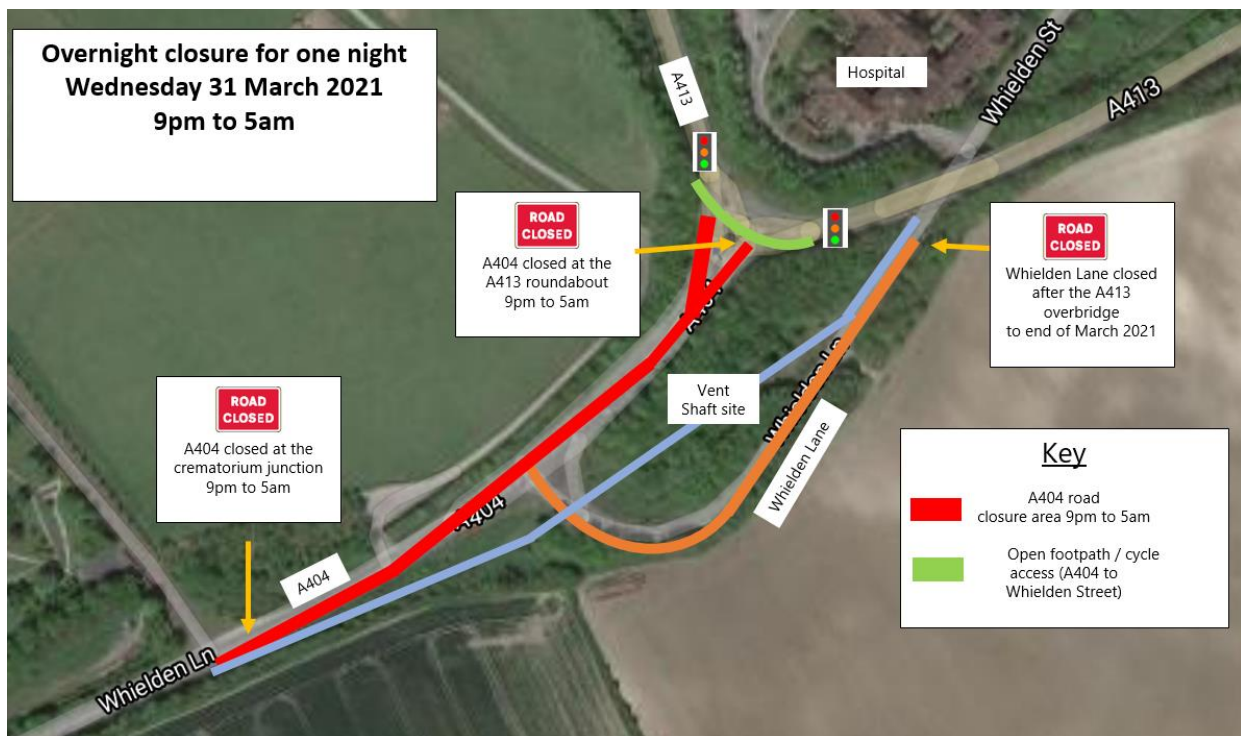 Overnight closure for one night
Wednesday 31 March 2021
9pm to 5am
A413
Hospital
Whielden St
A413
ROAD
CLOSED
A404 closed at the
A413 roundabout
9pm to 5am
ROAD
CLOSED
Whielden Lane closed
after the A413
overbridge
to end of March 2021
A404
Whielden Ln
Vent
Shaft site
Whielden Lane
ROAD
CLOSED
A404 closed at the
crematorium junction
9pm to 5am
A404
A404
Whielden Ln
Key
A404 road
closure area 9pm to 5am
Open footpath / cycle
access (A404 to
Whielden Street)